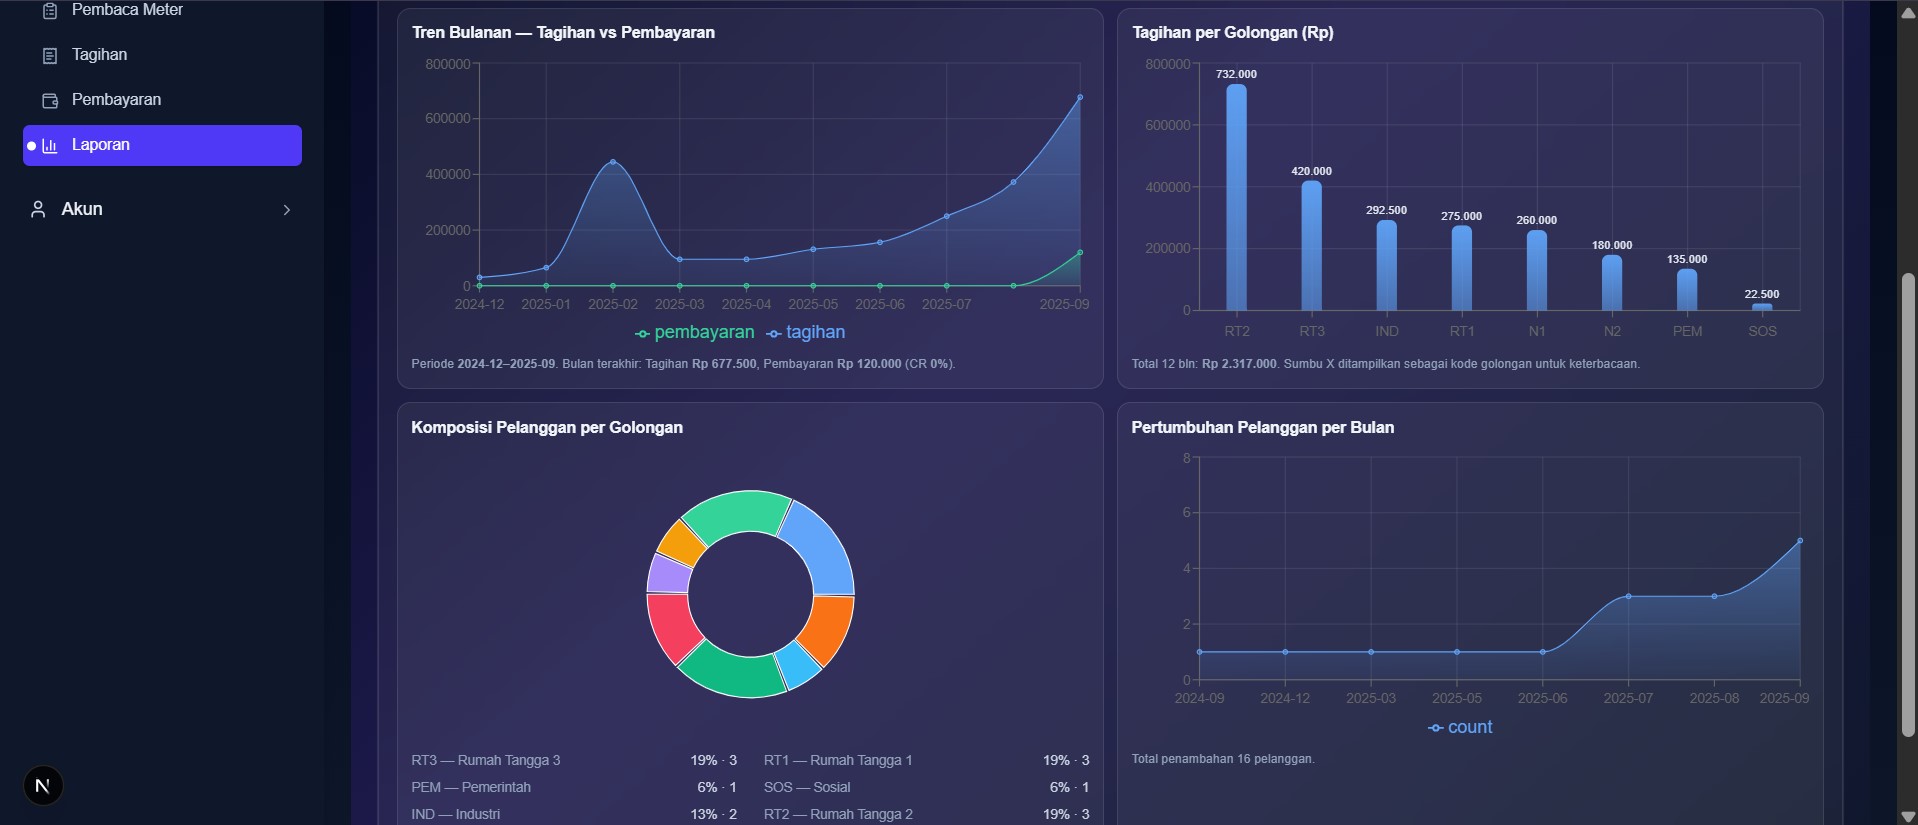 Pembaca Meter
Tagihan
Pembayaran
Laporan
Akun
N
Tren Bulanan — Tagihan vs Pembayaran
800000
600000
400000
200000
0
2024-12 2025-01 2025-02 2025-03 2025-04 2025-05 2025-06 2025-07 2025-09
pembayaran tagihan
Periode 2024-12–2025-09. Bulan terakhir: Tagihan Rp 677.500, Pembayaran Rp 120.000 (CR 0%).
Tagihan per Golongan (Rp)
800000
600000
400000
200000
0
732.000
420.000
292.500
275.000
260.000
180.000
135.000
22.500
RT2 RT3 IND RT1 N1 N2 PEM SOS
Total 12 bln: Rp 2.317.000. Sumbu X ditampilkan sebagai kode golongan untuk keterbacaan.
Komposisi Pelanggan per Golongan
RT3 — Rumah Tangga 3 19% · 3 RT1 — Rumah Tangga 1 19% · 3
PEM — Pemerintah 6% · 1 SOS — Sosial 6% · 1
IND — Industri 13% · 2 RT2 — Rumah Tangga 2 19% · 3
Pertumbuhan Pelanggan per Bulan
8
6
4
2
0
2024-09 2024-12 2025-03 2025-05 2025-06 2025-07 2025-08 2025-09
count
Total penambahan 16 pelanggan.